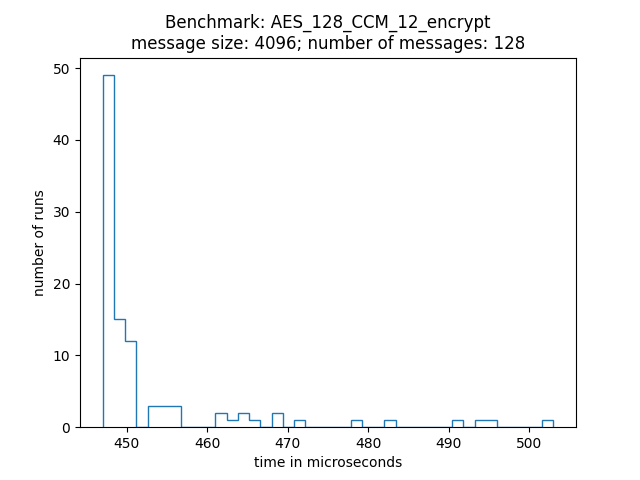 Benchmark: AES_128_CCM_12_encrypt
message size: 4096; number of messages: 128
50
40
30
20
10
0
number of runs
450 460 470 480 490 500
time in microseconds